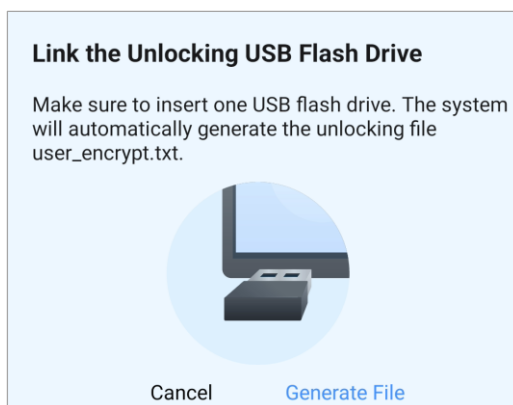 Link the Unlocking USB Flash Drive
Make sure to insert one USB flash drive. The system
will automatically generate the unlocking file
user_encrypt.txt.
Cancel
Generate File